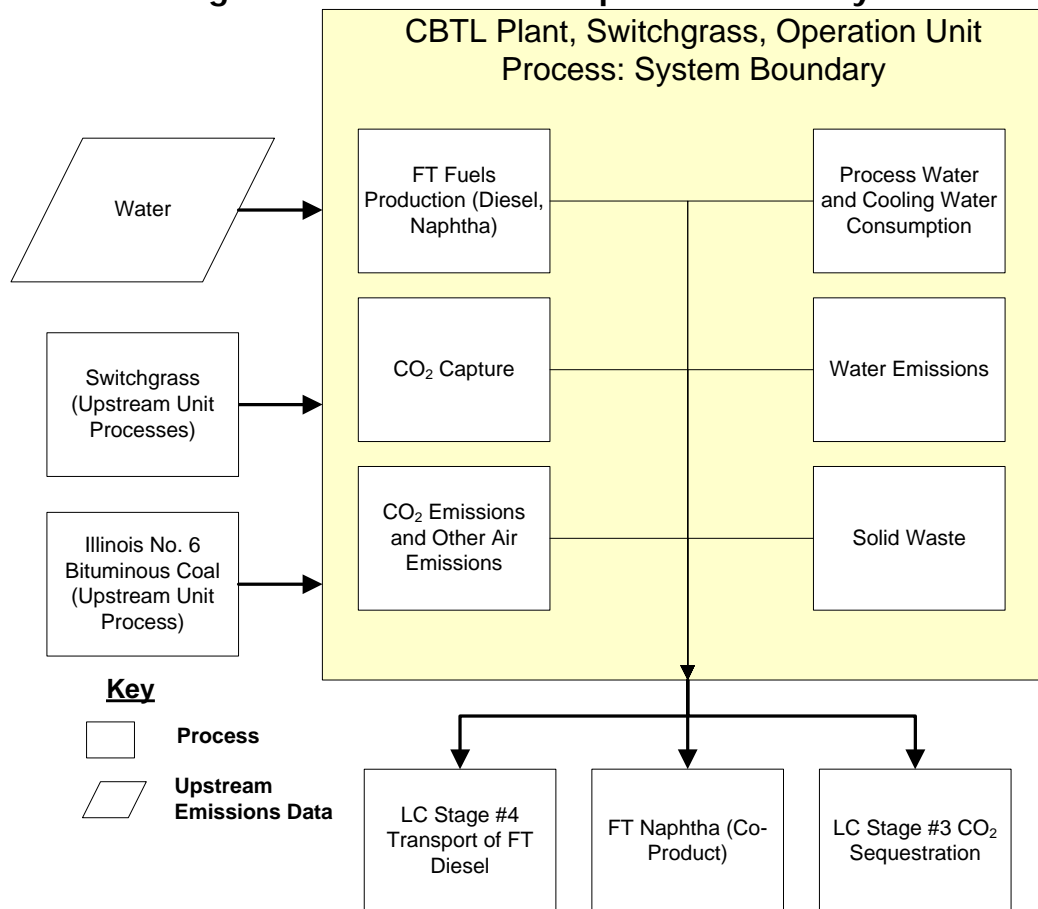 CBTL Plant, Switchgrass, Operation Unit
Process: System Boundary
Water
FT Fuels
Production (Diesel,
Naphtha)
Process Water
and Cooling Water
Consumption
Switchgrass
(Upstream Unit
Processes)
CO₂ Capture
Water Emissions
Illinois No. 6
Bituminous Coal
(Upstream Unit
Process)
CO₂ Emissions
and Other Air
Emissions
Solid Waste
Key
Process
Upstream
Emissions Data
LC Stage #4
Transport of FT
Diesel
FT Naphtha (Co-
Product)
LC Stage #3 CO₂
Sequestration